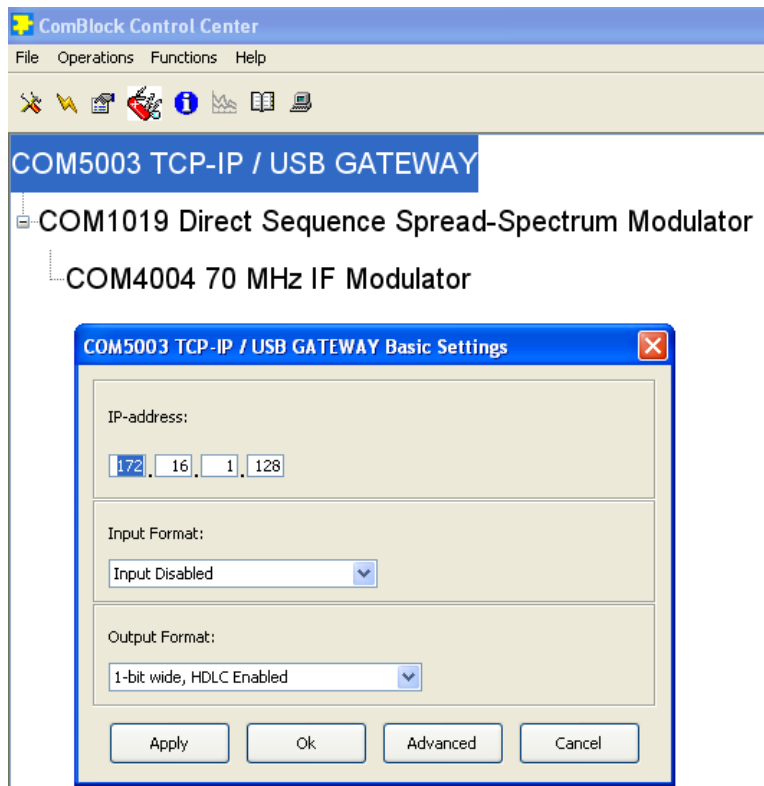 ComBlock Control Center
File Operations Functions Help
COM5003 TCP-IP / USB GATEWAY
COM1019 Direct Sequence Spread-Spectrum Modulator
COM4004 70 MHz IF Modulator
COM5003 TCP-IP / USB GATEWAY Basic Settings
IP-address:
172. 16. 1. 128
Input Format:
Input Disabled
Output Format:
1-bit wide, HDLC Enabled
Apply Ok Advanced Cancel